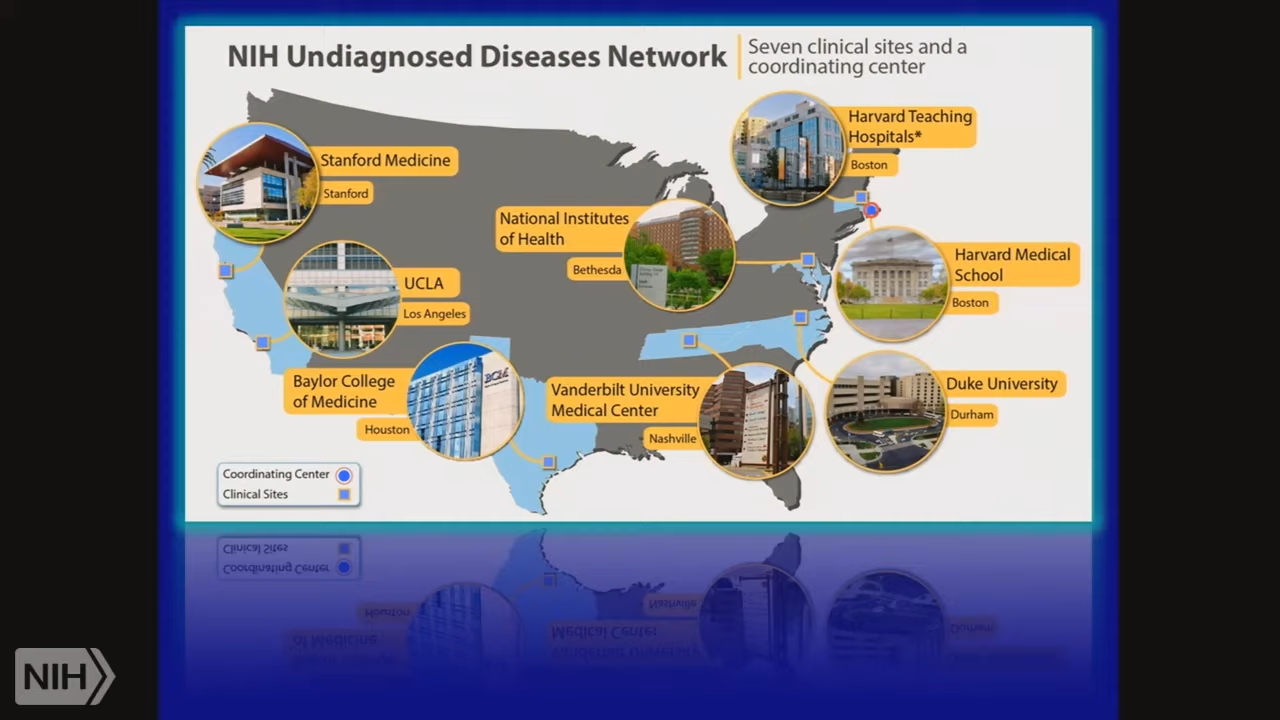 NIH Undiagnosed Diseases Network
Seven clinical sites and a
coordinating center
Harvard Teaching
Hospitals*
Boston
Stanford Medicine
Stanford
National Institutes
of Health
Bethesda
Harvard Medical
School
Boston
UCLA
Los Angeles
Baylor College
of Medicine
Houston
BCM
Vanderbilt University
Medical Center
Nashville
Duke University
Durham
Coordinating Center
Clinical Sites
NIH